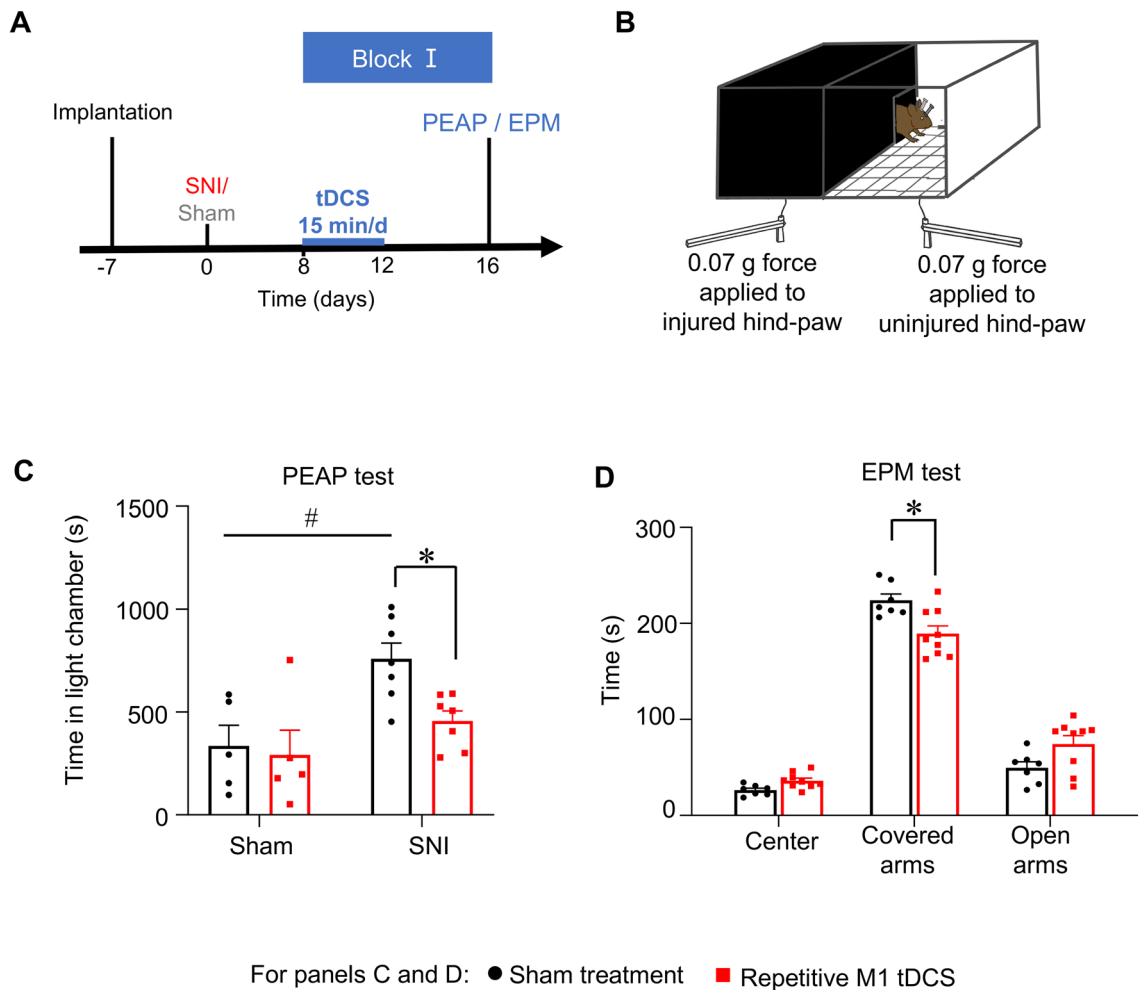 A
Block I
Implantation
PEAP / EPM
SNI/
Sham
tDCS
15 min/d
-7
0
8
12
16
Time (days)
B
0.07 g force
applied to
injured hind-paw
0.07 g force
applied to
uninjured hind-paw
C
PEAP test
Time in light chamber (s)
1500
1000
500
0
#
*
Sham
SNI
D
EPM test
Time (s)
300
200
100
0
*
Center
Covered
arms
Open
arms
For panels C and D: Sham treatment Repetitive M1 tDCS